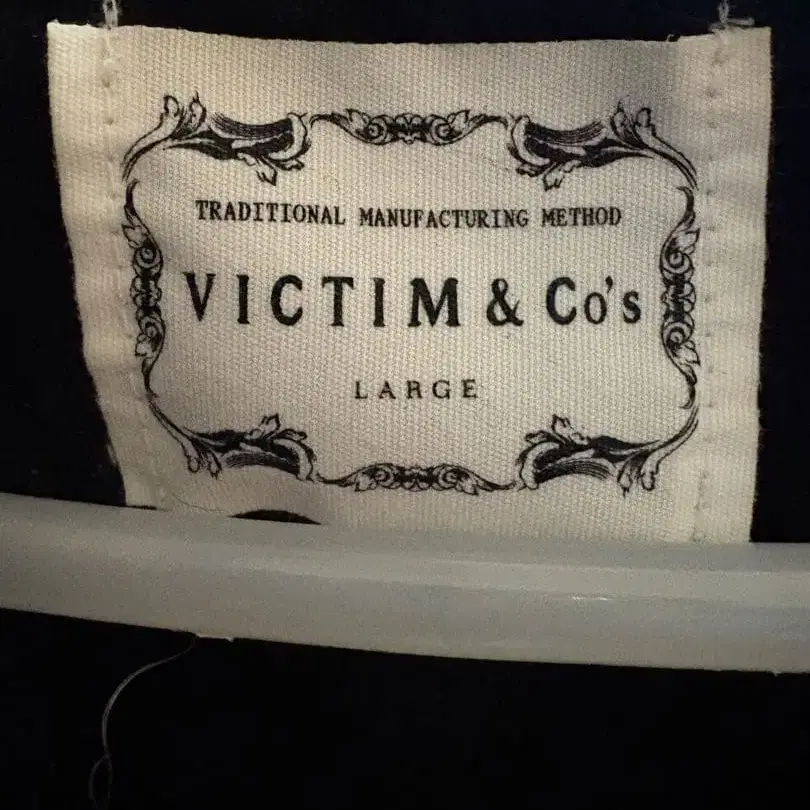 TRADITIONAL MANUFACTURING METHOD
VICTIM & Co's
LARGE